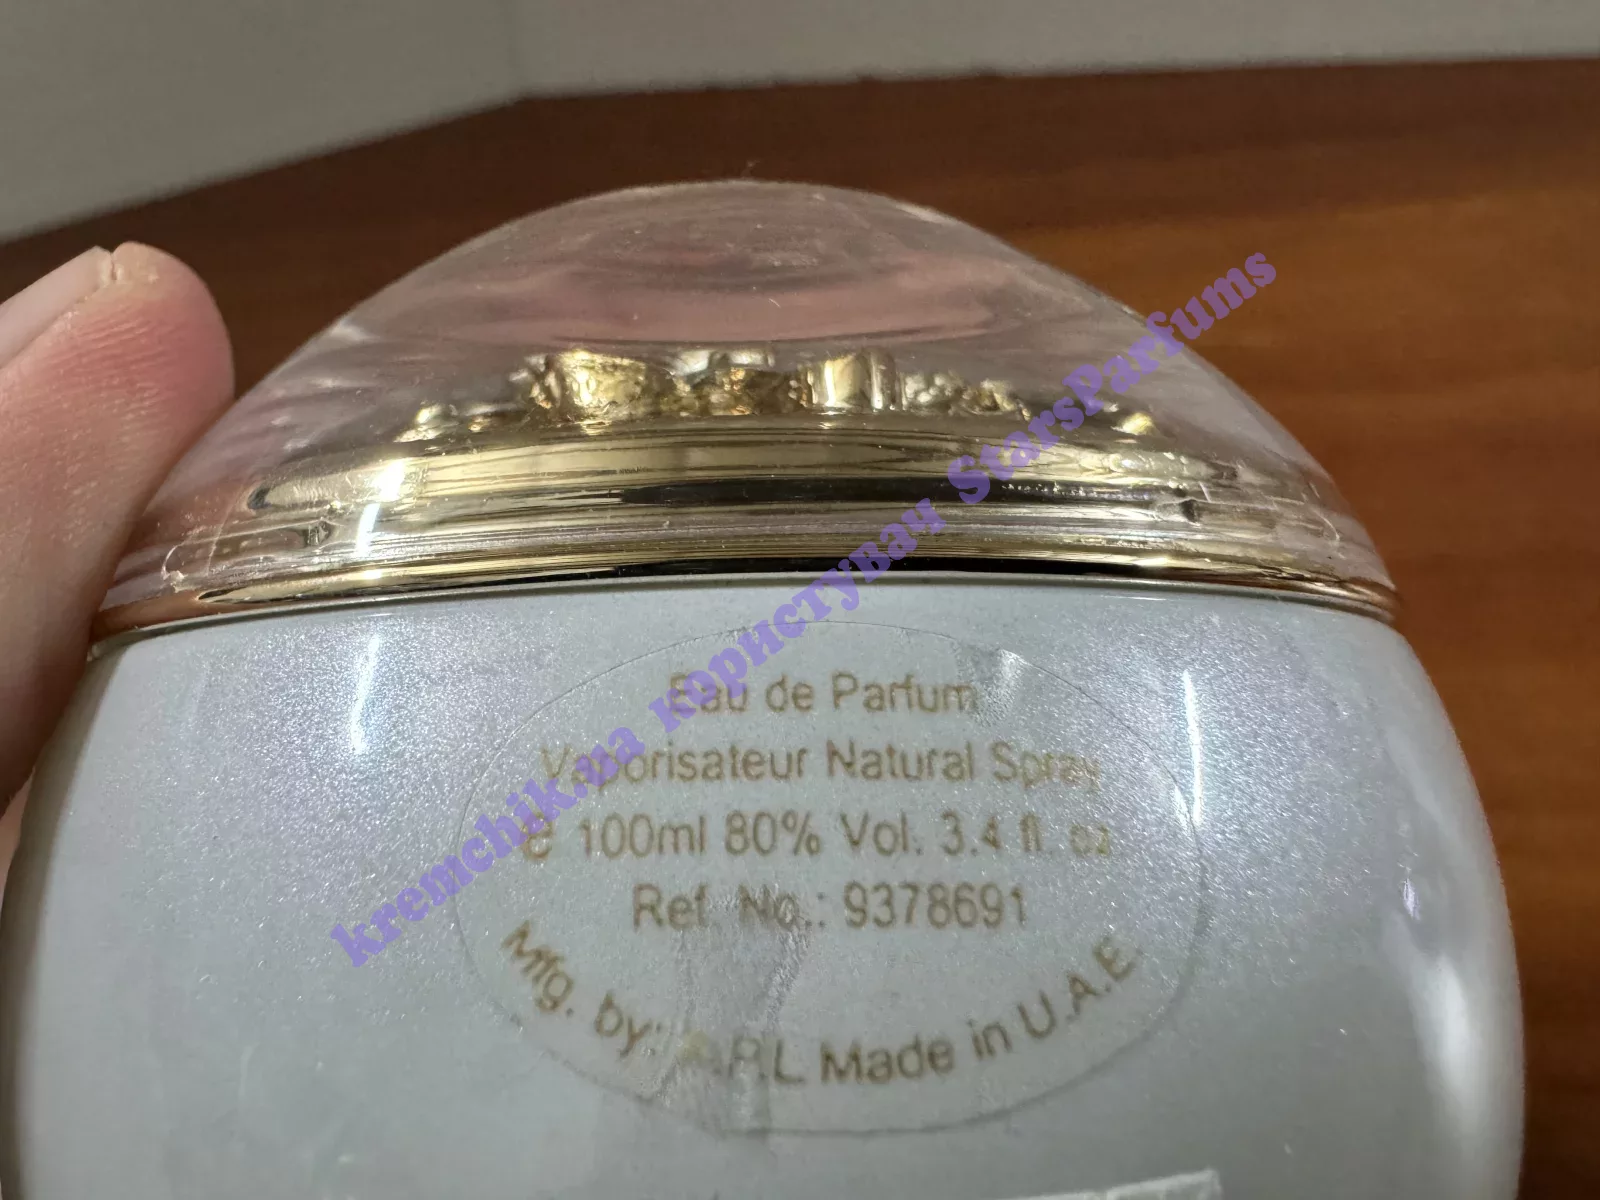 Eau de Parfum
Vaporisateur Natural Spray
e 100ml 80% Vol. 3.4 fl. oz
Ref. No.: 9378691
Mfg. by: A.P.L Made in U.A.E.
kremchik.ua користуВач StarsParfums